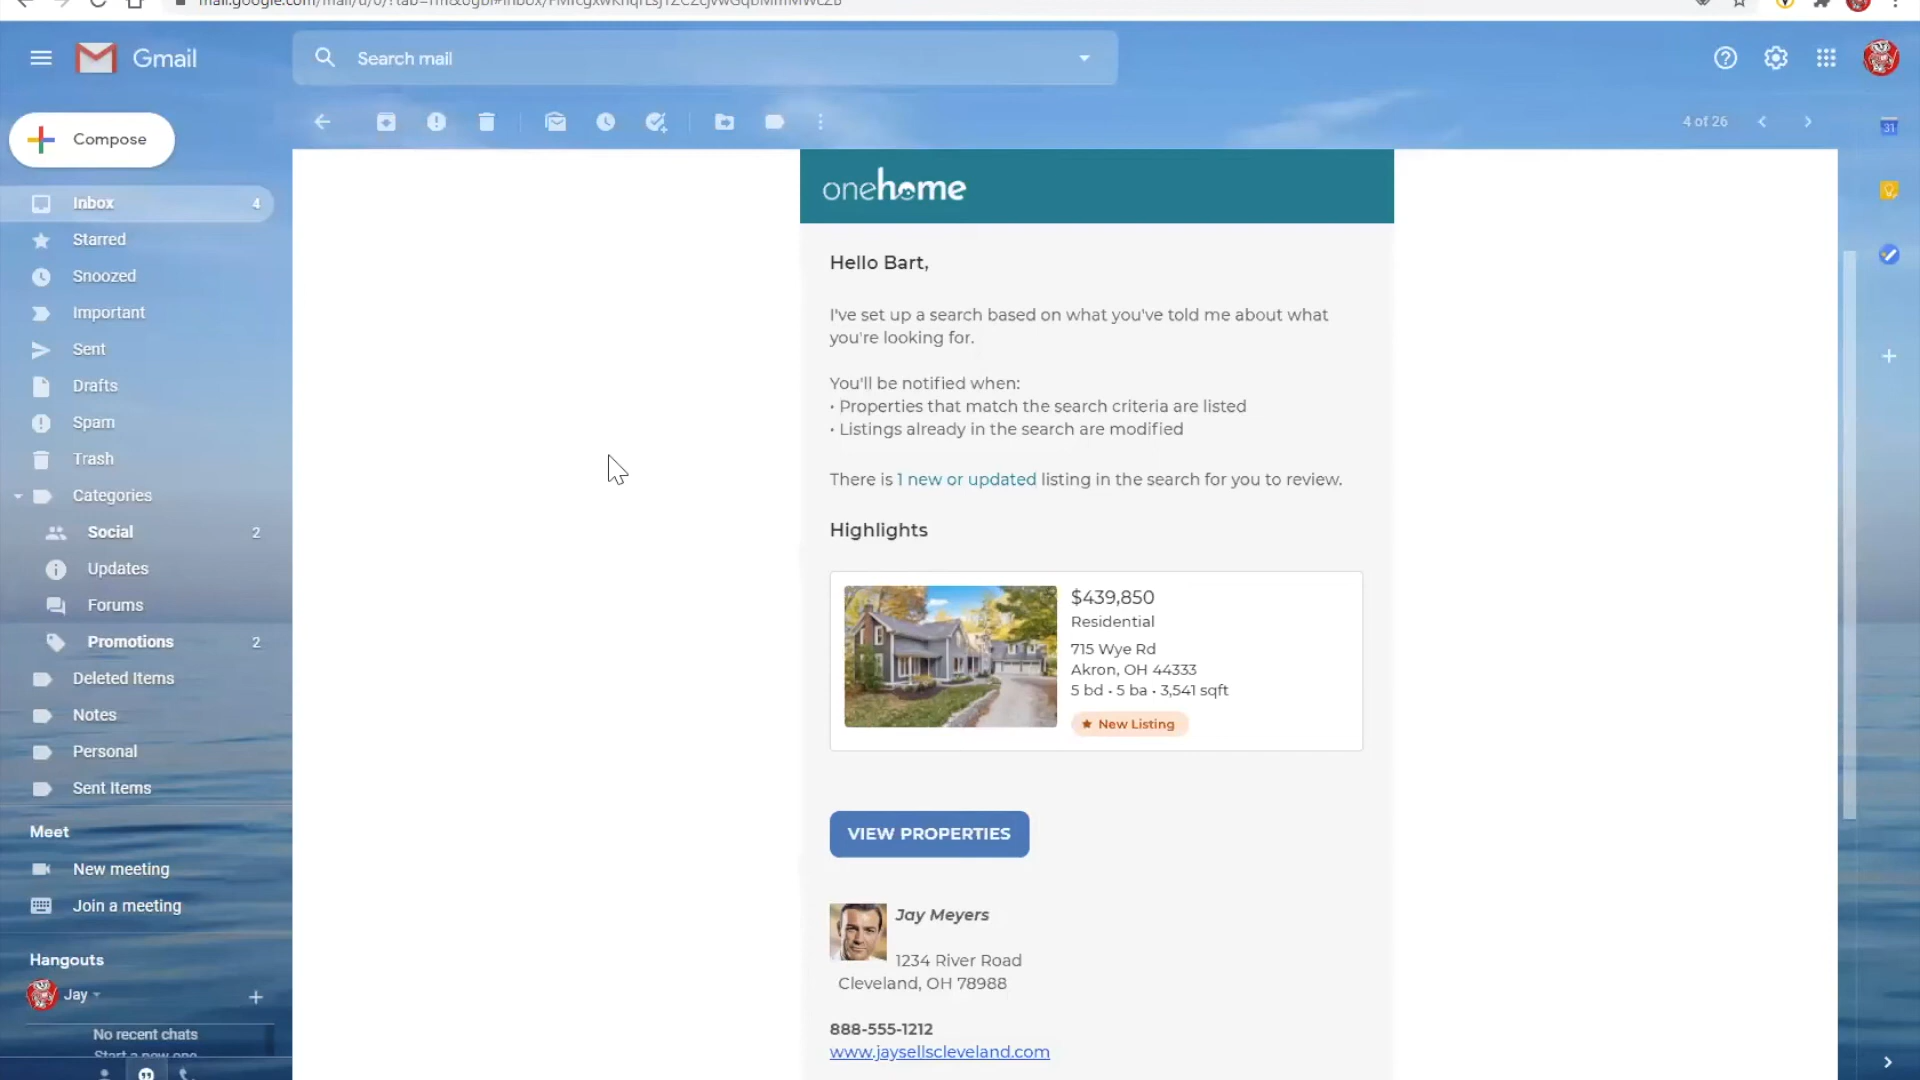 Gmail
Search mail
4 of 26
Compose
Inbox 4
Starred
Snoozed
Important
Sent
Drafts
Spam
Trash
Categories
Social 2
Updates
Forums
Promotions 2
Deleted Items
Notes
Personal
Sent Items
Meet
New meeting
Join a meeting
Hangouts
Jay
No recent chats
Start a new one
31
onehome
Hello Bart,
I've set up a search based on what you've told me about what
you're looking for.
You'll be notified when:
• Properties that match the search criteria are listed
• Listings already in the search are modified
There is 1 new or updated listing in the search for you to review.
Highlights
$439,850
Residential
715 Wye Rd
Akron, OH 44333
5 bd • 5 ba • 3,541 sqft
New Listing
VIEW PROPERTIES
Jay Meyers
1234 River Road
Cleveland, OH 78988
888-555-1212
www.jaysellscleveland.com